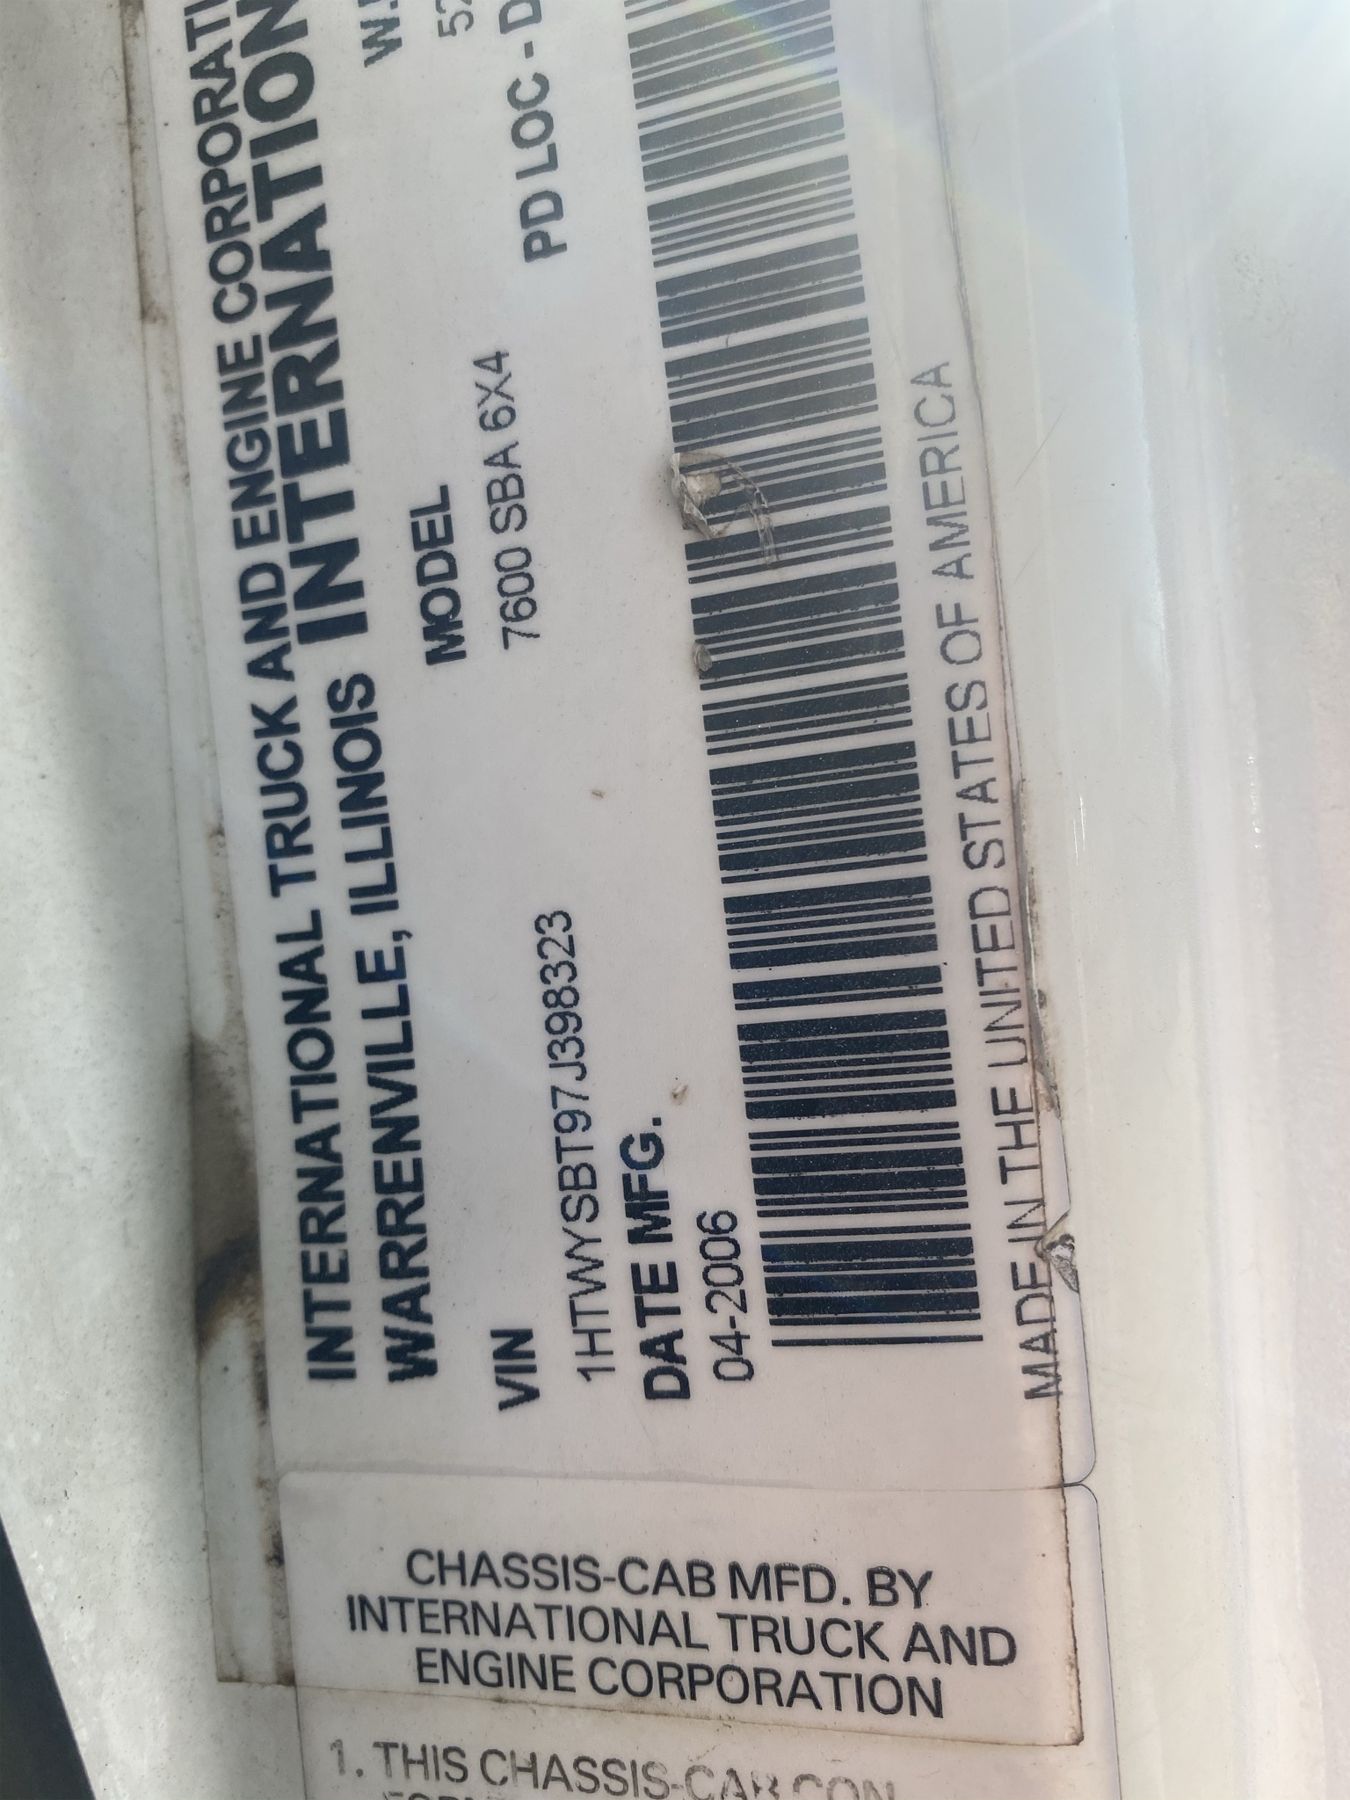 INTERNATIONAL TRUCK AND ENGINE CORPORATI
WARRENVILLE, ILLINOIS INTERNATION
VIN MODEL
1HTWYSBT97J398323 7600 SBA 6X4
DATE MFG. PD LOC - D
04-2006
MADE IN THE UNITED STATES OF AMERICA
CHASSIS-CAB MFD. BY
INTERNATIONAL TRUCK AND
ENGINE CORPORATION
1. THIS CHASSIS-CAB CON